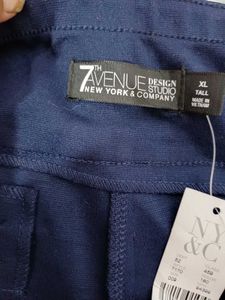 7TH AVENUE DESIGN STUDIO
NEW YORK & COMPANY
XL
TALL
MADE IN
VIETNAM
NY
&C